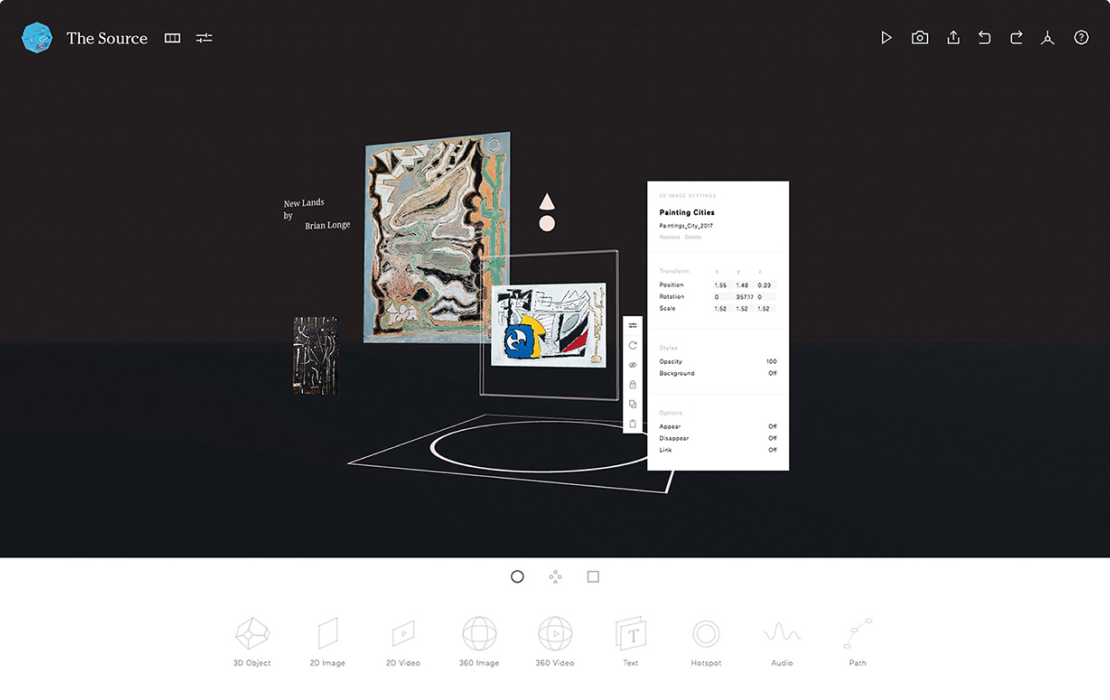 The Source
New Lands
by
Brian Longe
2D IMAGE SETTINGS
Painting Cities
Paintings_City_2017
Replace Delete
Transform x y z
Position 1.55 1.48 0.23
Rotation 0 357.17 0
Scale 1.52 1.52 1.52
Styles
Opacity 100
Background Off
Options
Appear Off
Disappear Off
Link Off
T
3D Object 2D Image 2D Video 360 Image 360 Video Text Hotspot Audio Path